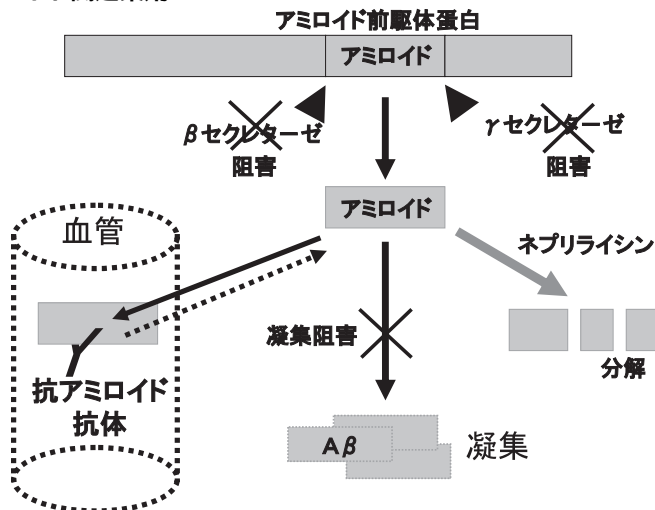 アミロイド前駆体蛋白
アミロイド
βセクレターゼ
阻害
γセクレターゼ
阻害
アミロイド
血管
ネプリライシン
凝集阻害
分解
抗アミロイド
抗体
Aβ
凝集